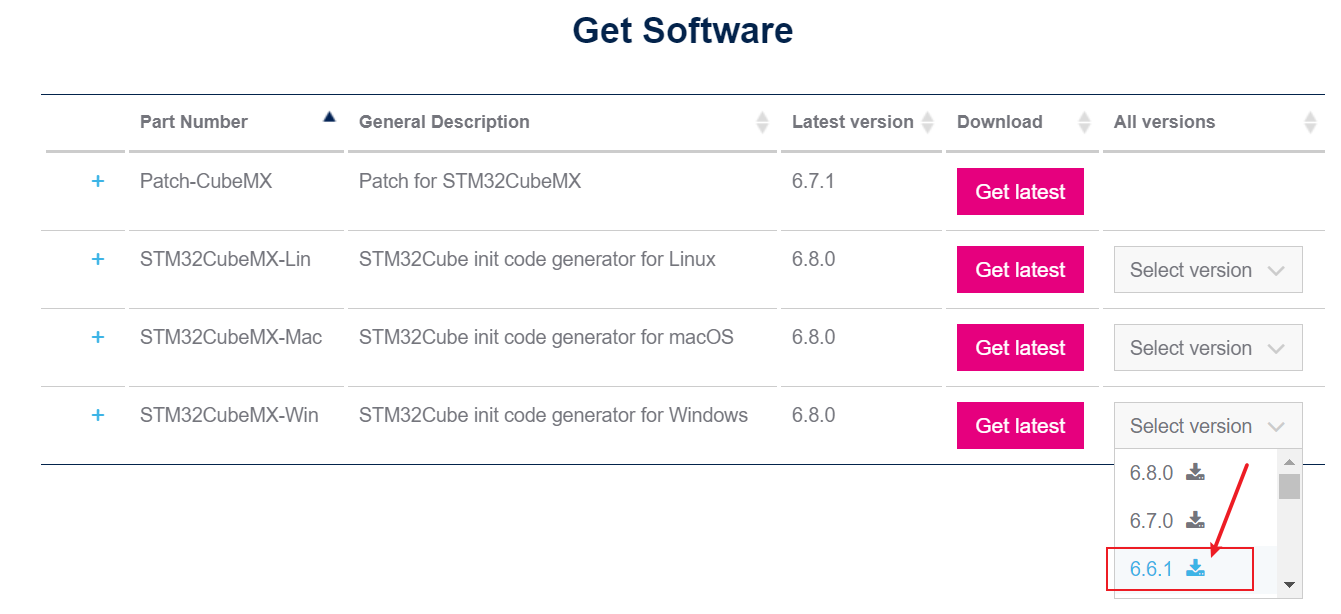 Get Software
Part Number General Description Latest version Download All versions
+ Patch-CubeMX Patch for STM32CubeMX 6.7.1 Get latest
+ STM32CubeMX-Lin STM32Cube init code generator for Linux 6.8.0 Get latest Select version
+ STM32CubeMX-Mac STM32Cube init code generator for macOS 6.8.0 Get latest Select version
+ STM32CubeMX-Win STM32Cube init code generator for Windows 6.8.0 Get latest Select version
6.8.0
6.7.0
6.6.1